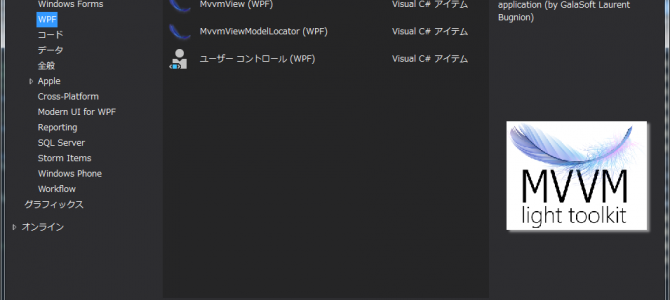 Windows Forms
WPF
コード
データ
全般
Apple
Cross-Platform
Modern UI for WPF
Reporting
SQL Server
Storm Items
Windows Phone
Workflow
グラフィックス
オンライン
MvvmView (WPF) Visual C# アイテム
MvvmViewModelLocator (WPF) Visual C# アイテム
ユーザー コントロール (WPF) Visual C# アイテム
application (by GalaSoft Laurent
Bugnion)
MVVM
light toolkit